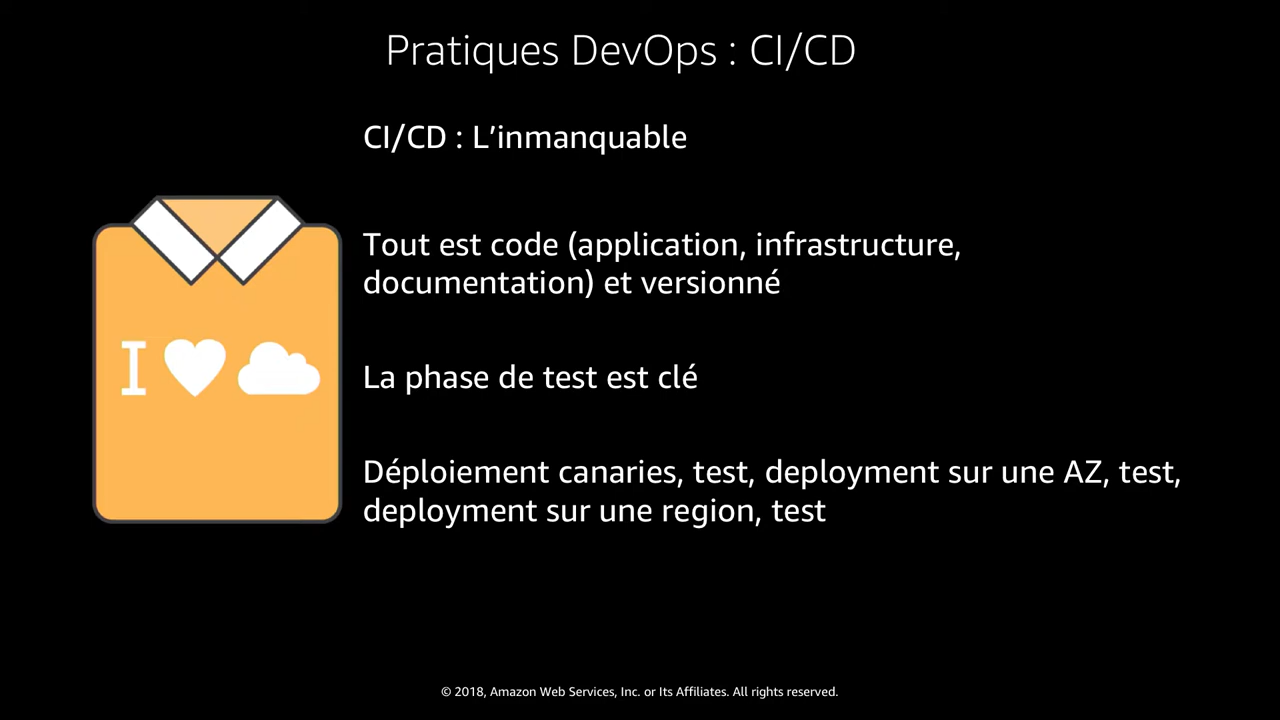 Pratiques DevOps : CI/CD
CI/CD : L’inmanquable
Tout est code (application, infrastructure,
documentation) et versionné
I
La phase de test est clé
Déploiement canaries, test, deployment sur une AZ, test,
deployment sur une region, test
© 2018, Amazon Web Services, Inc. or Its Affiliates. All rights reserved.